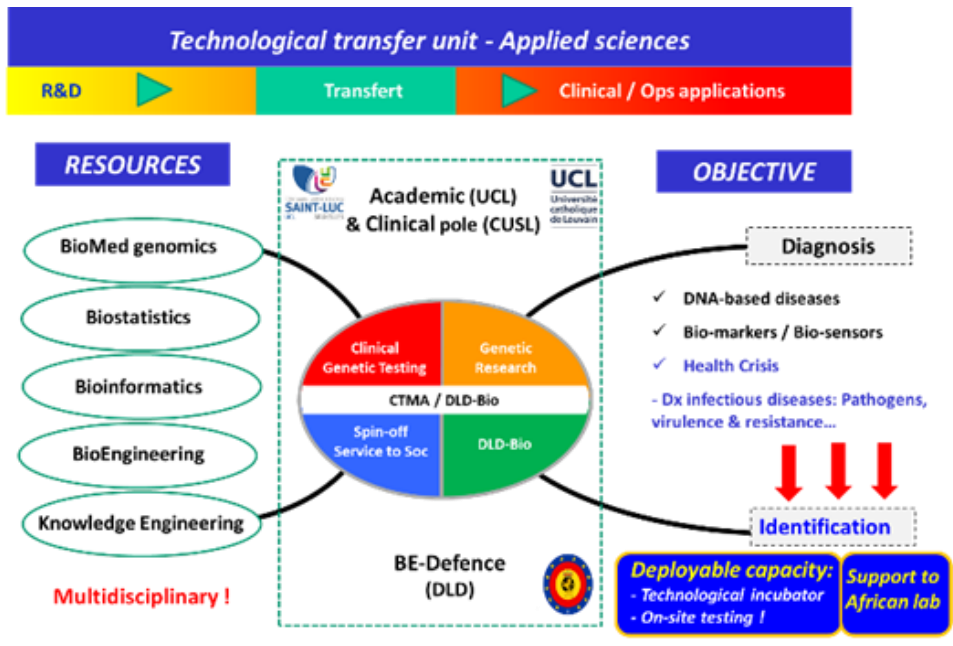 Technological transfer unit - Applied sciences
R&D
Transfert
Clinical / Ops applications
RESOURCES
BioMed genomics
Biostatistics
Bioinformatics
BioEngineering
Knowledge Engineering
Multidisciplinary !
SAINT-LUC
UCL
Université
catholique
de Louvain
Academic (UCL)
& Clinical pole (CUSL)
Clinical
Genetic Testing
Genetic
Research
CTMA / DLD-Bio
Spin-off
Service to Soc
DLD-Bio
BE-Defence
(DLD)
OBJECTIVE
Diagnosis
✓ DNA-based diseases
✓ Bio-markers / Bio-sensors
✓ Health Crisis
- Dx infectious diseases: Pathogens,
virulence & resistance...
Identification
Deployable capacity:
- Technological incubator
- On-site testing !
Support to
African lab